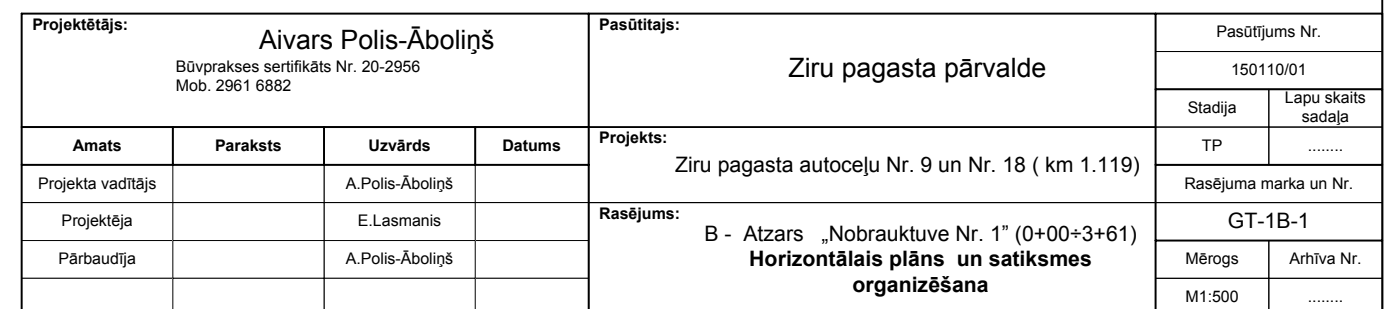 Projektētājs:
Aivars Polis-Āboliņš
Būvprakses sertifikāts Nr. 20-2956
Mob. 2961 6882
Pasūtitajs:
Ziru pagasta pārvalde
Pasūtījums Nr.
150110/01
Stadija
Lapu skaits
sadaļa
Amats
Paraksts
Uzvārds
Datums
Projekts:
Ziru pagasta autoceļu Nr. 9 un Nr. 18 ( km 1.119)
TP
........
Projekta vadītājs
A.Polis-Āboliņš
Rasējuma marka un Nr.
Projektēja
E.Lasmanis
Rasējums:
B - Atzars „Nobrauktuve Nr. 1” (0+00÷3+61)
Horizontālais plāns un satiksmes
organizēšana
GT-1B-1
Pārbaudīja
A.Polis-Āboliņš
Mērogs
Arhīva Nr.
M1:500
........